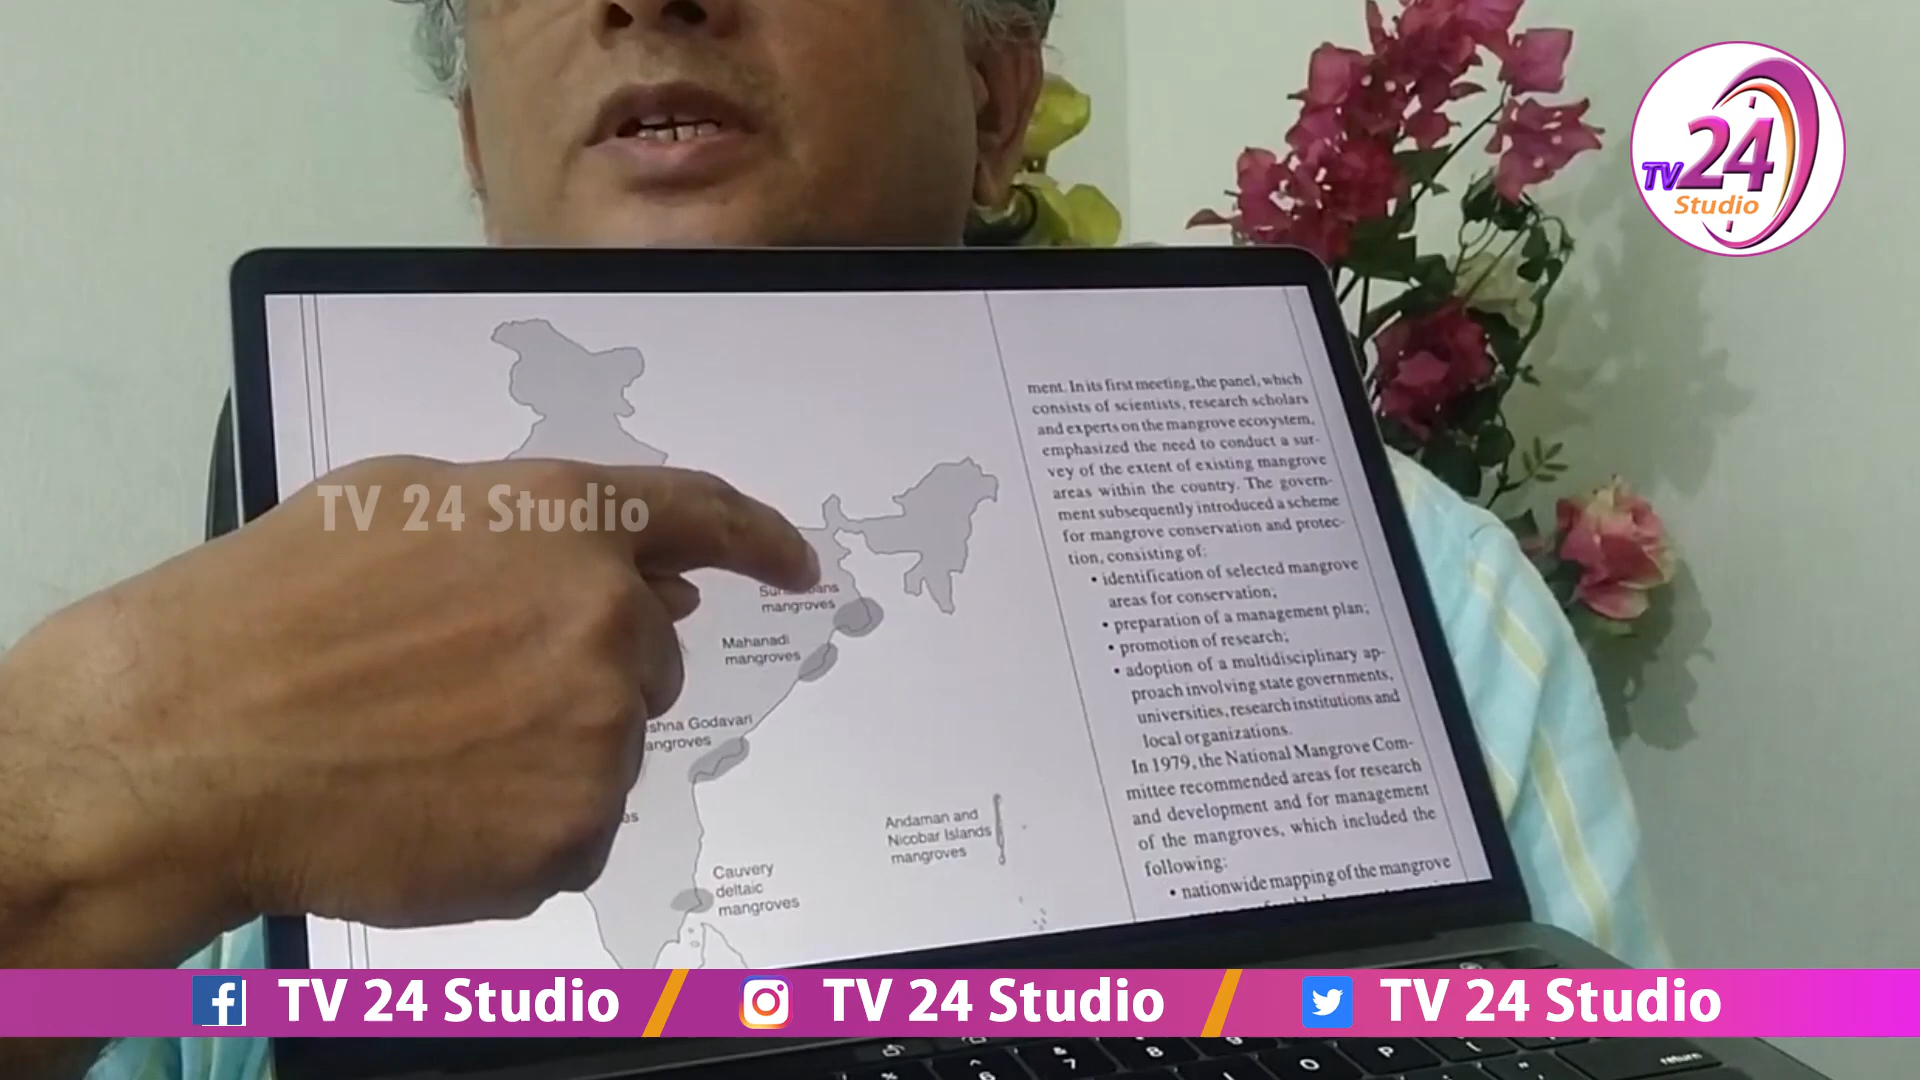 TV 24
Studio
TV 24 Studio
mangroves
Mahanadi
mangroves
Godavari
Cauvery
deltaic
mangroves
Andaman and
Nicobar Islands
mangroves
ment. In its first meeting, the panel, which
consists of scientists, research scholars
and experts on the mangrove ecosystem,
emphasized the need to conduct a sur-
vey of the extent of existing mangrove
areas within the country. The govern-
ment subsequently introduced a scheme
for mangrove conservation and protec-
tion, consisting of:
• identification of selected mangrove
areas for conservation;
• preparation of a management plan;
• promotion of research;
• adoption of a multidisciplinary ap-
proach involving state governments,
universities, research institutions and
local organizations.
In 1979, the National Mangrove Com-
mittee recommended areas for research
and development and for management
of the mangroves, which included the
following:
• nationwide mapping of the mangrove
TV 24 Studio
TV 24 Studio
TV 24 Studio
6 7 8 O P return